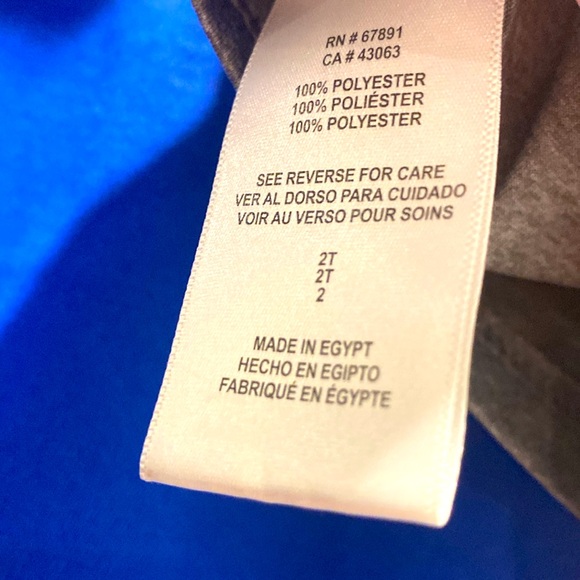 RN # 67891
CA # 43063
100% POLYESTER
100% POLIÉSTER
100% POLYESTER
SEE REVERSE FOR CARE
VER AL DORSO PARA CUIDADO
VOIR AU VERSO POUR SOINS
2T
2T
2
MADE IN EGYPT
HECHO EN EGIPTO
FABRIQUÉ EN ÉGYPTE